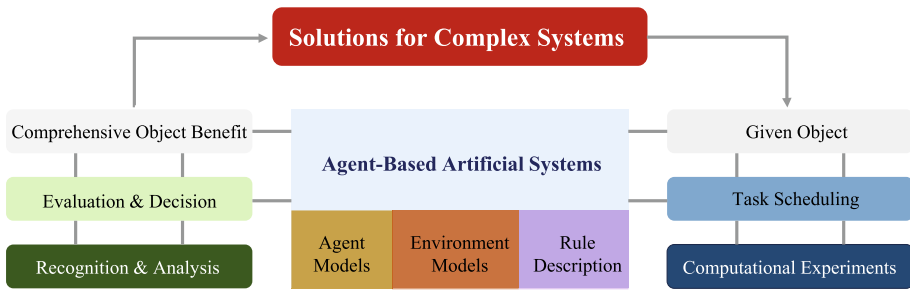 Solutions for Complex Systems
Comprehensive Object Benefit
Evaluation & Decision
Recognition & Analysis
Agent-Based Artificial Systems
Agent
Models
Environment
Models
Rule
Description
Given Object
Task Scheduling
Computational Experiments